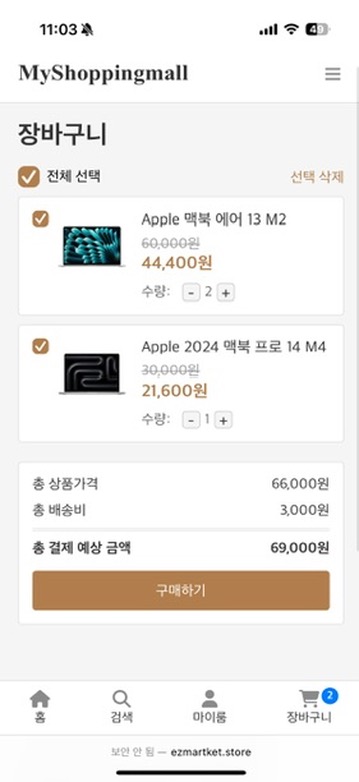 11:03
49
MyShoppingmall
장바구니
전체 선택
선택 삭제
Apple 맥북 에어 13 M2
60,000원
44,400원
수량: - 2 +
Apple 2024 맥북 프로 14 M4
30,000원
21,600원
수량: - 1 +
총 상품가격 66,000원
총 배송비 3,000원
총 결제 예상 금액 69,000원
구매하기
2
홈 검색 마이룸 장바구니
보안 안 됨 — ezmartket.store